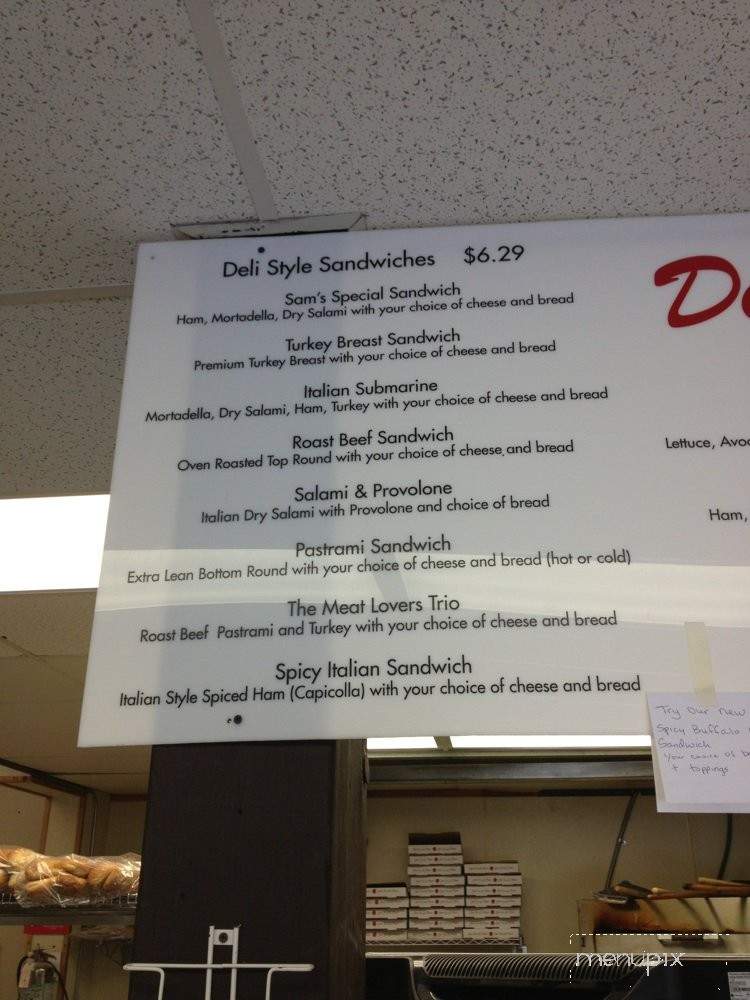 Deli Style Sandwiches $6.29
Sam's Special Sandwich
Ham, Mortadella, Dry Salami with your choice of cheese and bread
Turkey Breast Sandwich
Premium Turkey Breast with your choice of cheese and bread
Italian Submarine
Mortadella, Dry Salami, Ham, Turkey with your choice of cheese and bread
Roast Beef Sandwich
Oven Roasted Top Round with your choice of cheese and bread
Salami & Provolone
Italian Dry Salami with Provolone and choice of bread
Pastrami Sandwich
Extra Lean Bottom Round with your choice of cheese and bread (hot or cold)
The Meat Lovers Trio
Roast Beef Pastrami and Turkey with your choice of cheese and bread
Spicy Italian Sandwich
Italian Style Spiced Ham (Capicolla) with your choice of cheese and bread
De
Lettuce, Avoc
Ham,
Try our new
Spicy Buffalo
Sandwich
your choice of
+ toppings
menupix